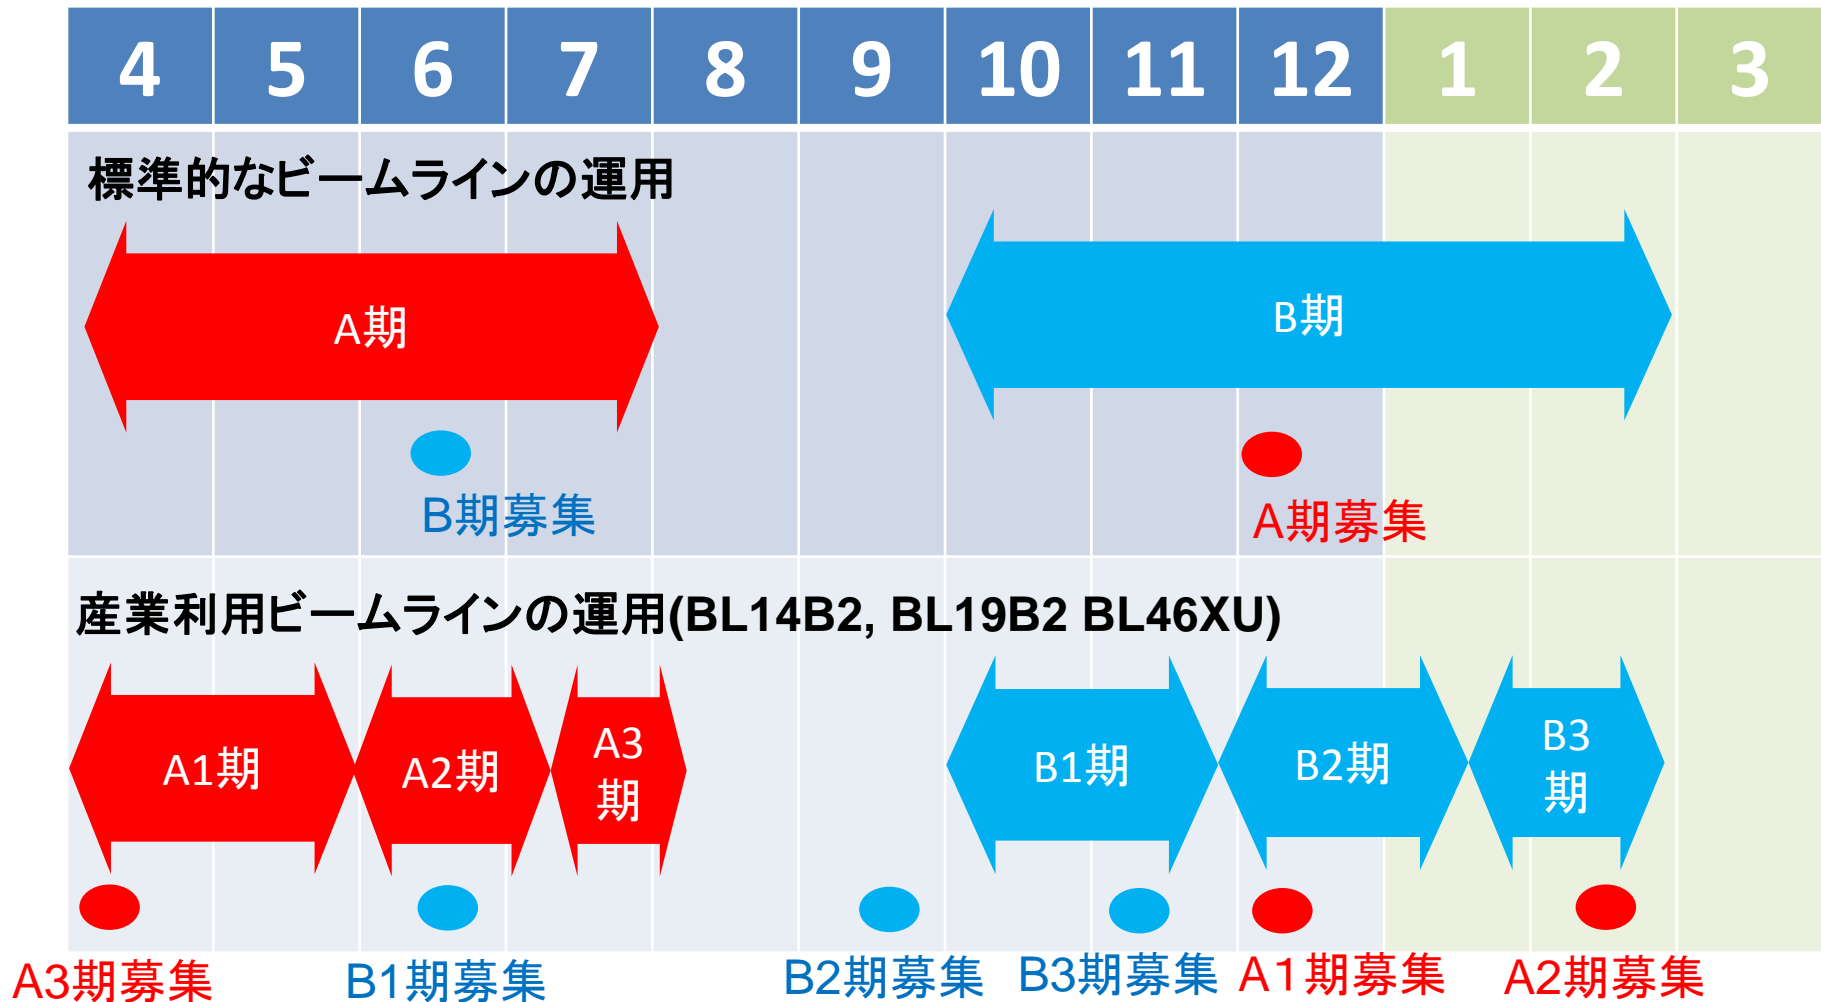 4 5 6 7 8 9 10 11 12 1 2 3
標準的なビームラインの運用
A期
B期
B期募集
A期募集
産業利用ビームラインの運用(BL14B2, BL19B2 BL46XU)
A1期
A2期
A3
期
B1期
B2期
B3
期
A3期募集
B1期募集
B2期募集
B3期募集
A１期募集
A2期募集